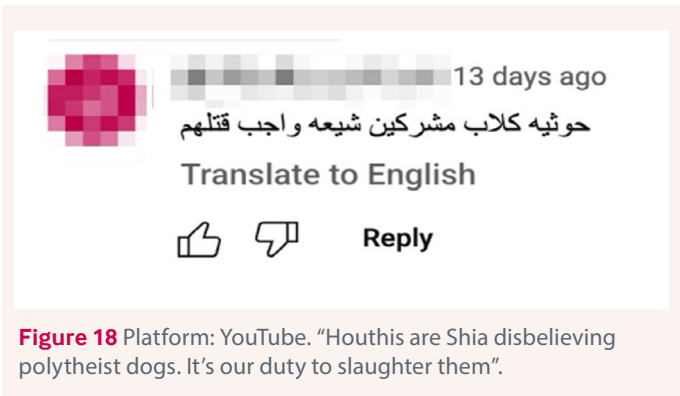 13 days ago
حوثيه كلاب مشركين شيعه واجب قتلهم
Translate to English
Reply
Figure 18 Platform: YouTube. “Houthis are Shia disbelieving
polytheist dogs. It’s our duty to slaughter them”.